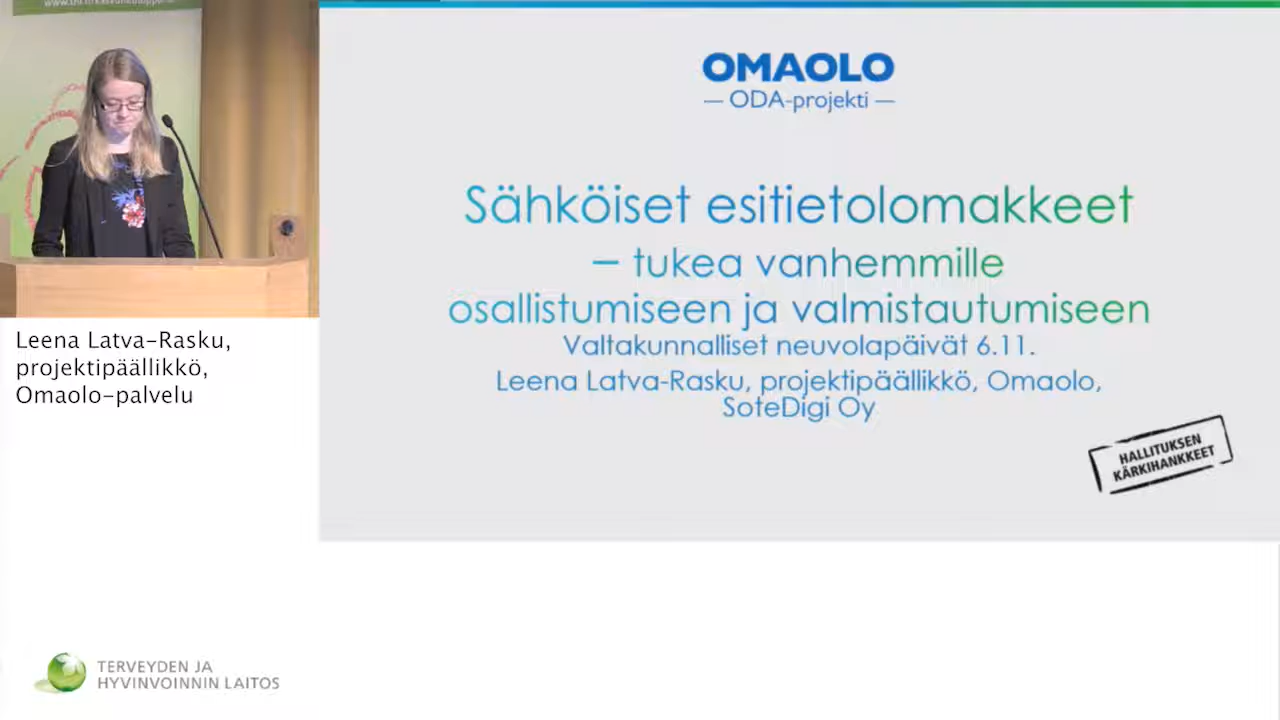 OMAOLO
— ODA-projekti —
Sähköiset esitietolomakkeet
– tukea vanhemmille
osallistumiseen ja valmistautumiseen
Valtakunnalliset neuvolapäivät 6.11.
Leena Latva-Rasku, projektipäällikkö, Omaolo,
SoteDigi Oy
HALLITUKSEN
KÄRKIHANKKEET
Leena Latva-Rasku,
projektipäällikkö,
Omaolo-palvelu
TERVEYDEN JA
HYVINVOINNIN LAITOS